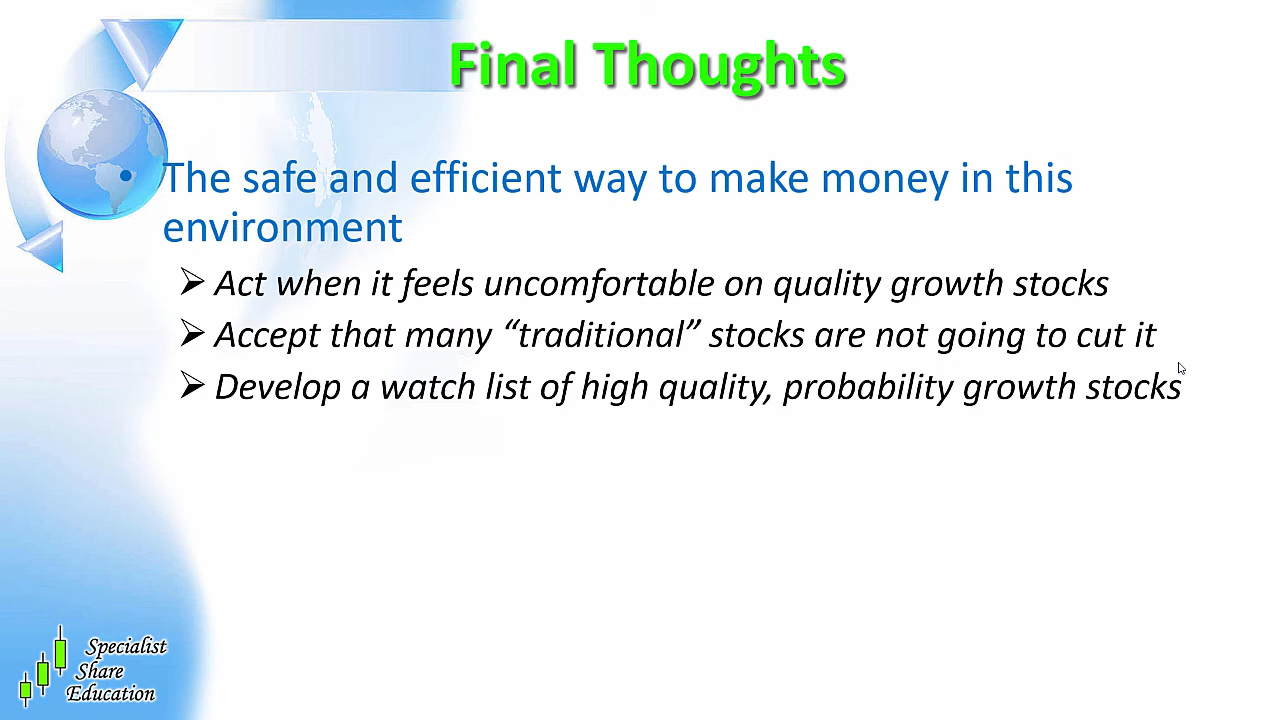 Final Thoughts
• The safe and efficient way to make money in this
environment
➢ Act when it feels uncomfortable on quality growth stocks
➢ Accept that many “traditional” stocks are not going to cut it
➢ Develop a watch list of high quality, probability growth stocks
Specialist
Share
Education